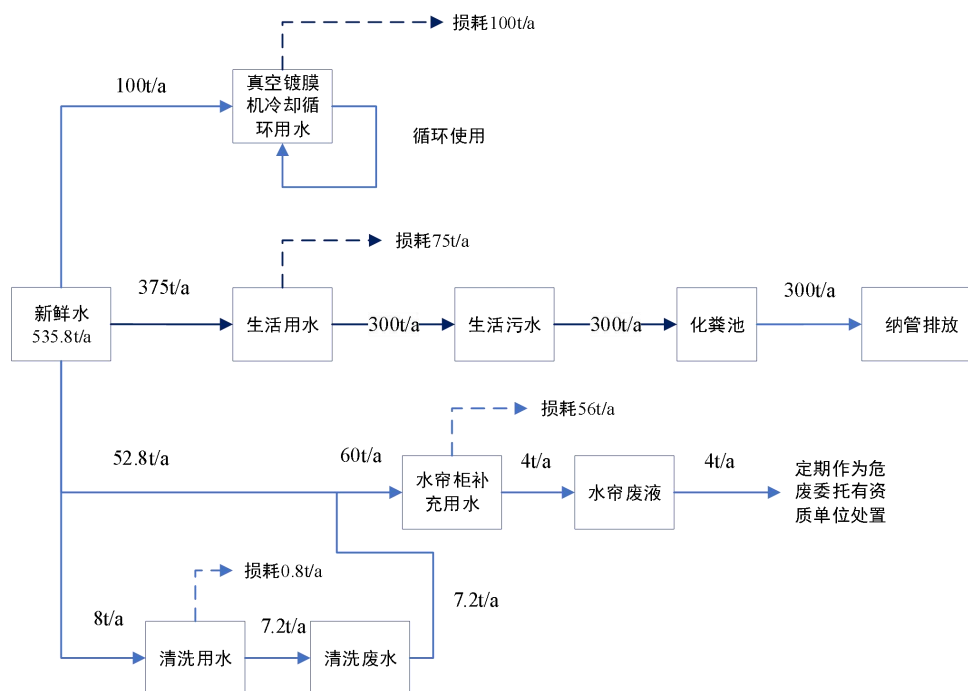 损耗100t/a
100t/a
真空镀膜
机冷却循
环用水
循环使用
损耗75t/a
375t/a
300t/a
新鲜水
535.8t/a
生活用水
300t/a
生活污水
300t/a
化粪池
纳管排放
损耗56t/a
52.8t/a
60t/a
4t/a
4t/a
水帘柜补
充用水
水帘废液
定期作为危
废委托有资
质单位处置
损耗0.8t/a
7.2t/a
8t/a
7.2t/a
清洗用水
清洗废水